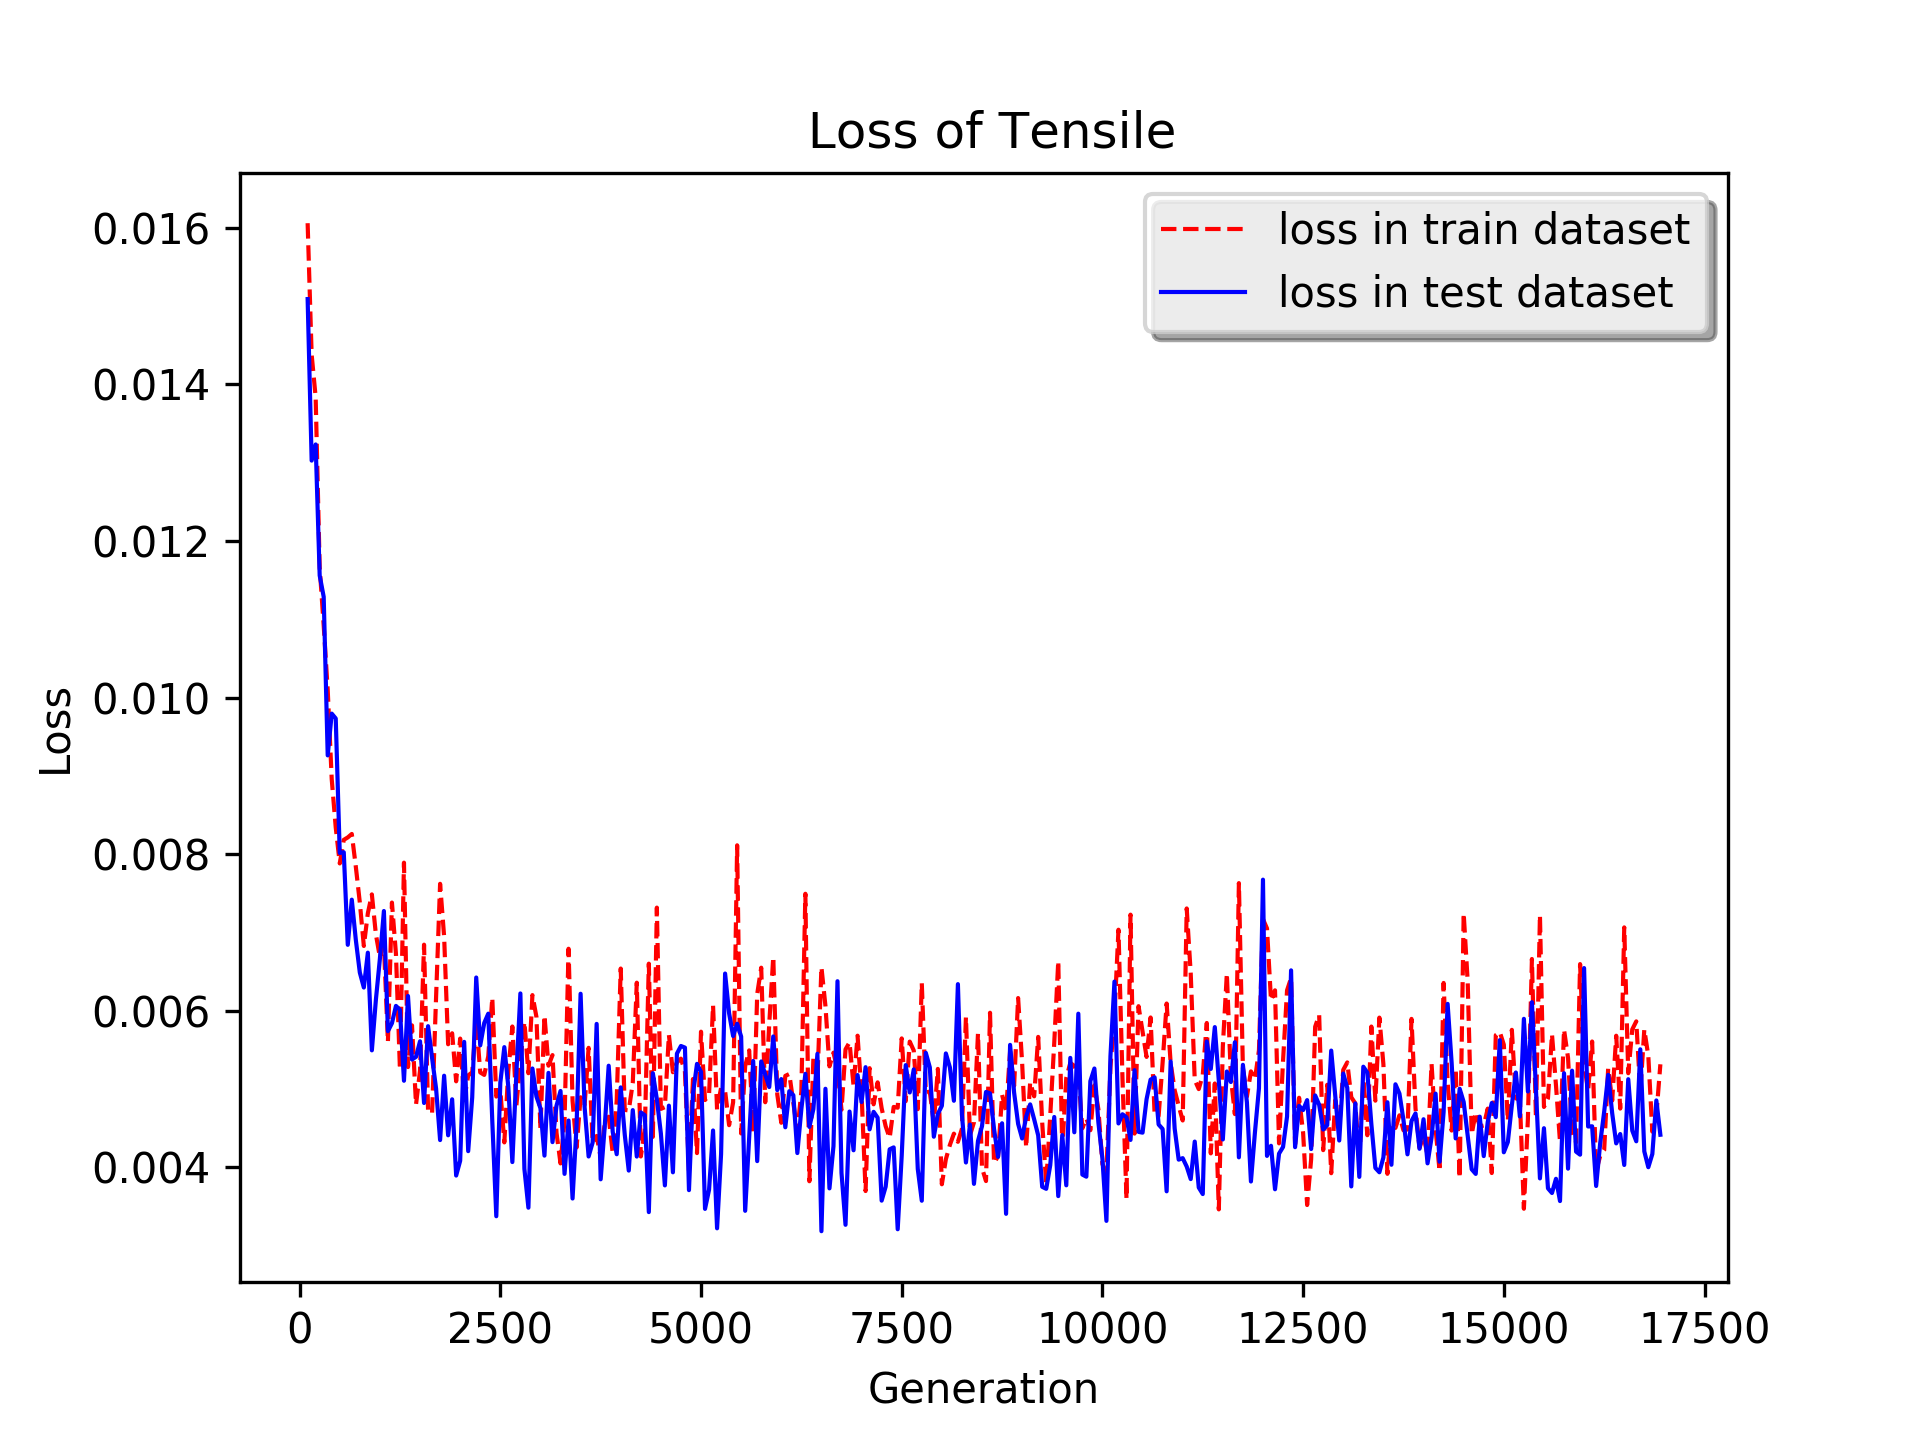 Loss of Tensile
loss in train dataset
loss in test dataset
0.016
0.014
0.012
0.010
0.008
0.006
0.004
Loss
0 2500 5000 7500 10000 12500 15000 17500
Generation